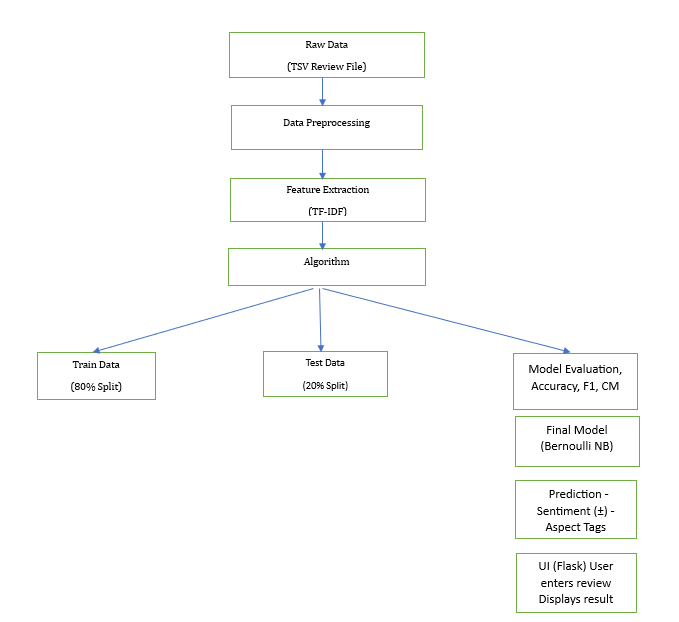 Raw Data
(TSV Review File)
Data Preprocessing
Feature Extraction
(TF-IDF)
Algorithm
Train Data
(80% Split)
Test Data
(20% Split)
Model Evaluation,
Accuracy, F1, CM
Final Model
(Bernoulli NB)
Prediction -
Sentiment (±) -
Aspect Tags
UI (Flask) User
enters review
Displays result